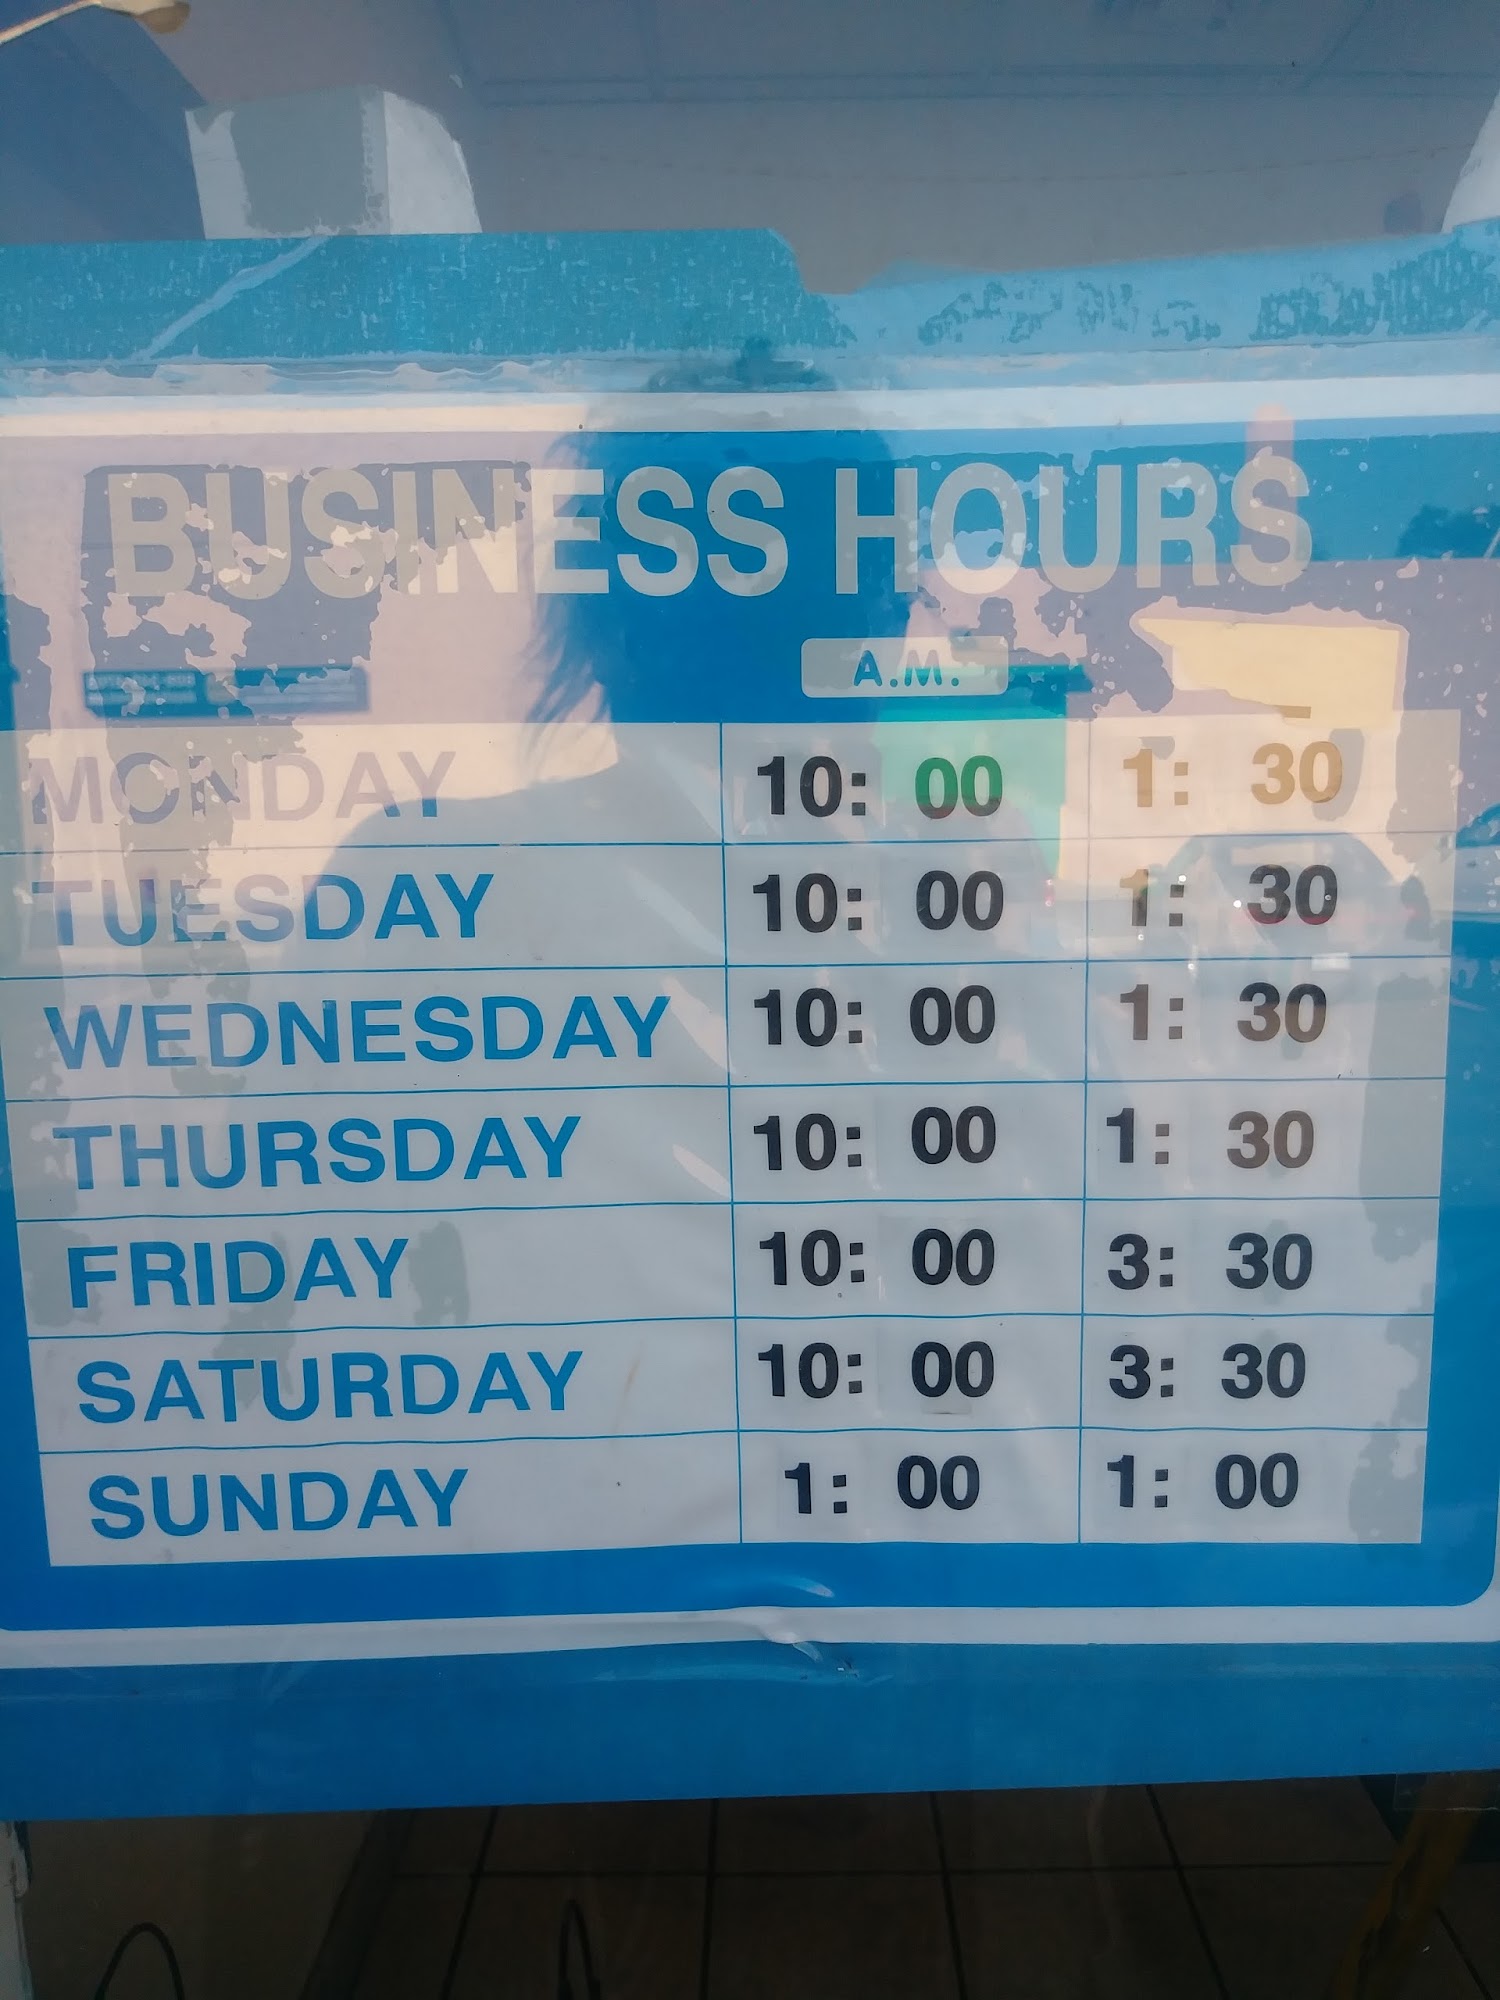 BUSINESS HOURS
A.M.
MONDAY 10: 00 1: 30
TUESDAY 10: 00 1: 30
WEDNESDAY 10: 00 1: 30
THURSDAY 10: 00 1: 30
FRIDAY 10: 00 3: 30
SATURDAY 10: 00 3: 30
SUNDAY 1: 00 1: 00